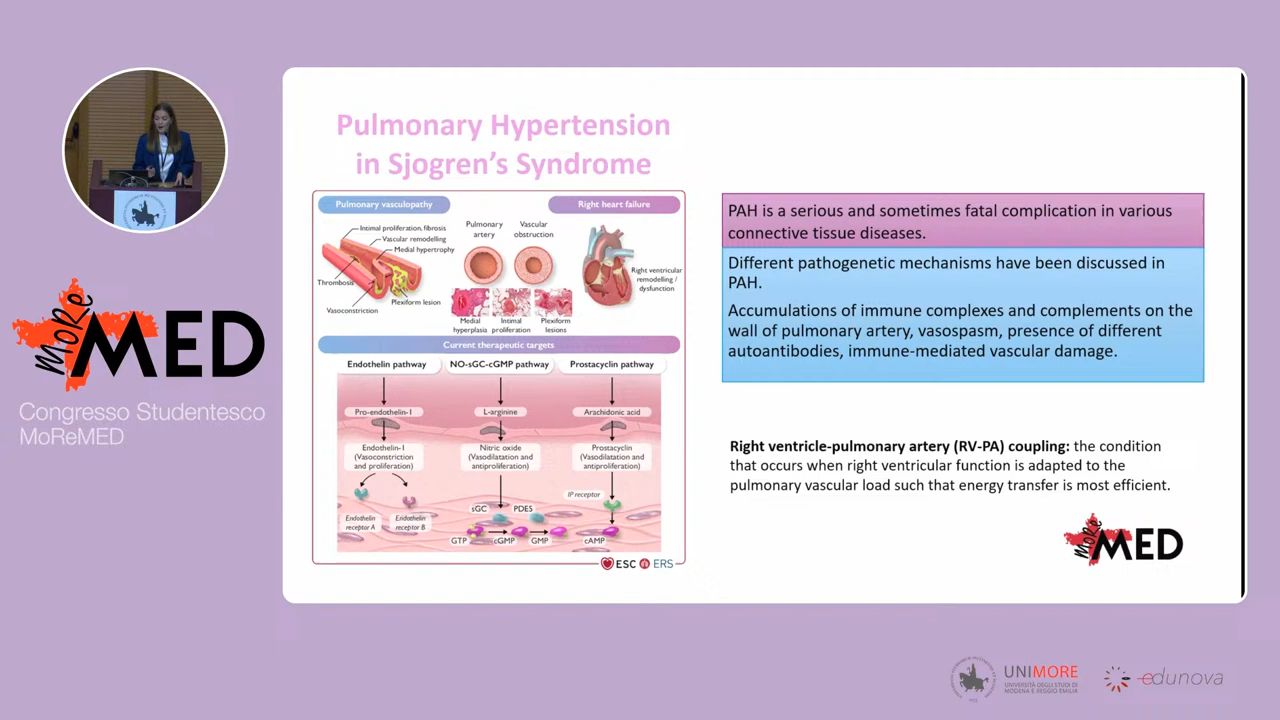 Pulmonary Hypertension
in Sjogren's Syndrome
Pulmonary vasculopathy
Right heart failure
Intimal proliferation, fibrosis
Vascular remodelling
Medial hypertrophy
Thrombosis
Vasoconstriction
Plexiform lesion
Pulmonary
artery
Vascular
obstruction
Right ventricular
remodelling /
dysfunction
Medial
hyperplasia
Intimal
proliferation
Plexiform
lesions
Current therapeutic targets
Endothelin pathway
NO-sGC-cGMP pathway
Prostacyclin pathway
Pro-endothelin-1
L-arginine
Arachidonic acid
Endothelin-1
(Vasoconstriction
and proliferation)
Nitric oxide
(Vasodilatation and
antiproliferation)
Prostacyclin
(Vasodilatation and
antiproliferation)
Endothelin
receptor A
Endothelin
receptor B
sGC
PDE5
GTP
cGMP
GMP
IP receptor
cAMP
ESC ERS
PAH is a serious and sometimes fatal complication in various
connective tissue diseases.
Different pathogenetic mechanisms have been discussed in
PAH.
Accumulations of immune complexes and complements on the
wall of pulmonary artery, vasospasm, presence of different
autoantibodies, immune-mediated vascular damage.
Right ventricle-pulmonary artery (RV-PA) coupling: the condition
that occurs when right ventricular function is adapted to the
pulmonary vascular load such that energy transfer is most efficient.
MoRe
MED
MoRe
MED
Congresso Studentesco
MoReMED
UNIMORE
UNIVERSITÀ DEGLI STUDI DI
MODENA E REGGIO EMILIA
edunova